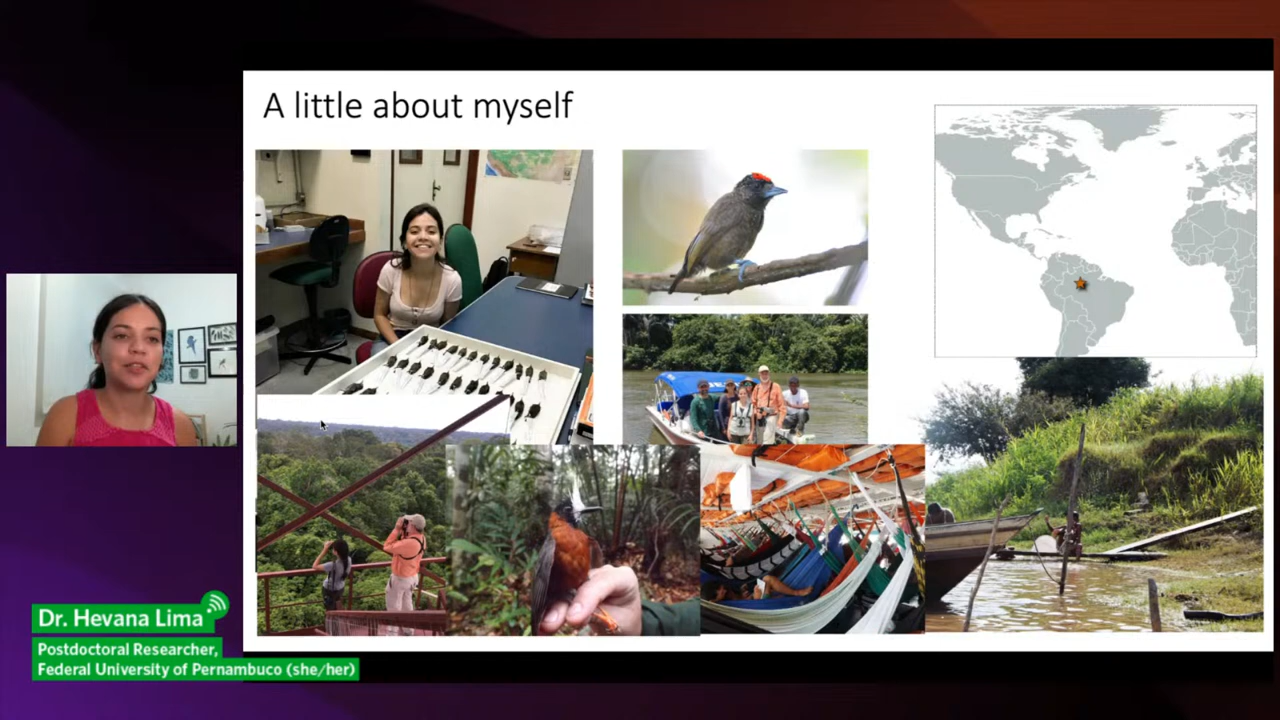 A little about myself
Dr. Hevana Lima
Postdoctoral Researcher,
Federal University of Pernambuco (she/her)